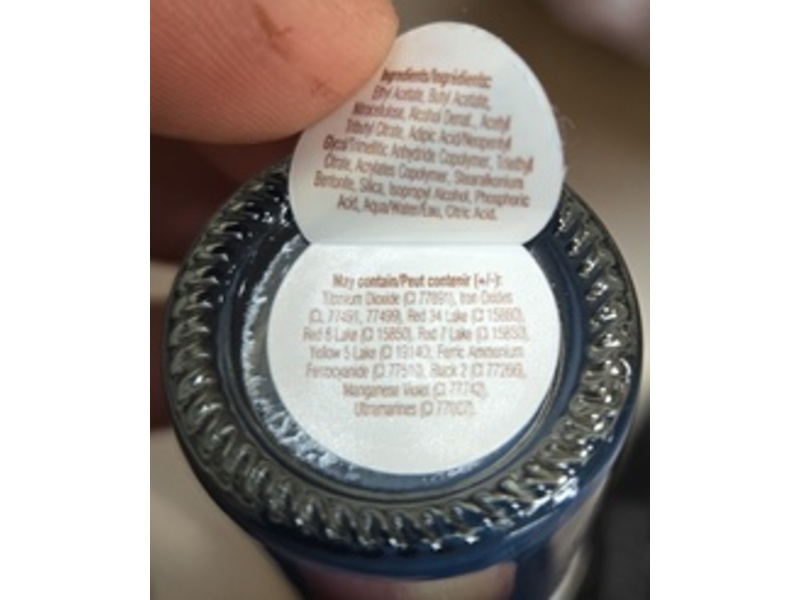 Ingredients/Ingrédients:
Ethyl Acetate, Butyl Acetate,
Nitrocellulose, Alcohol Denat., Acetyl
Tributyl Citrate, Adipic Acid/Neopentyl
Glycol/Trimellitic Anhydride Copolymer, Triethyl
Citrate, Acrylates Copolymer, Stearalkonium
Bentonite, Silica, Isopropyl Alcohol, Phosphoric
Acid, Aqua/Water/Eau, Citric Acid.
May contain/Peut contenir (+/-):
Titanium Dioxide (CI 77891), Iron Oxides
(CI, 77491, 77499), Red 34 Lake (CI 15880),
Red 6 Lake (CI 15850), Red 7 Lake (CI 15850),
Yellow 5 Lake (CI 19140), Ferric Ammonium
Ferrocyanide (CI 77510), Black 2 (CI 77266),
Manganese Violet (CI 77742),
Ultramarines (CI 77007).